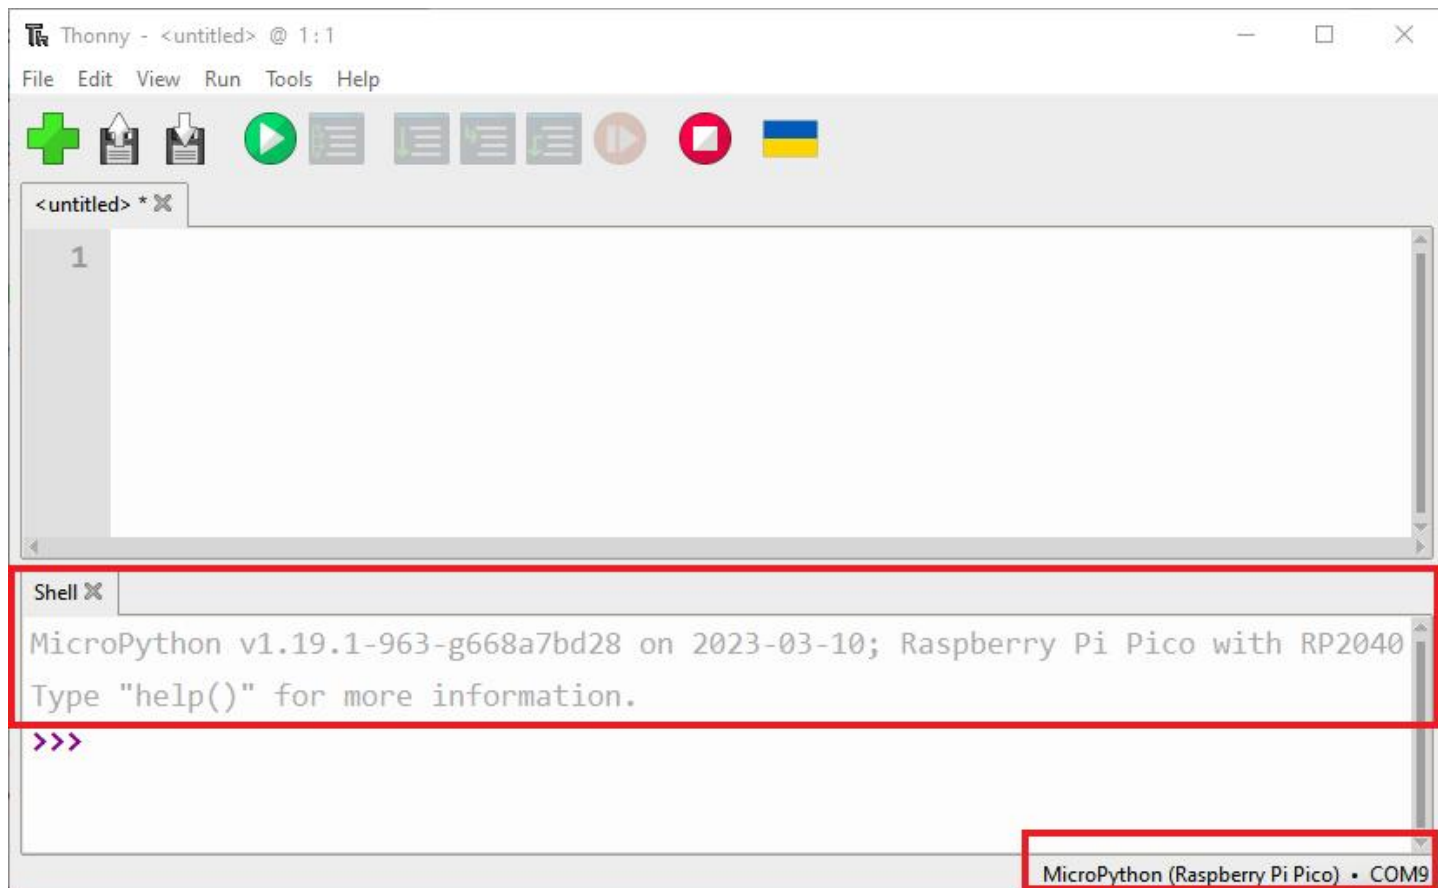 Thonny - <untitled> @ 1:1
File Edit View Run Tools Help
<untitled> *
1
Shell
MicroPython v1.19.1-963-g668a7bd28 on 2023-03-10; Raspberry Pi Pico with RP2040
Type "help()" for more information.
>>>
MicroPython (Raspberry Pi Pico) • COM9